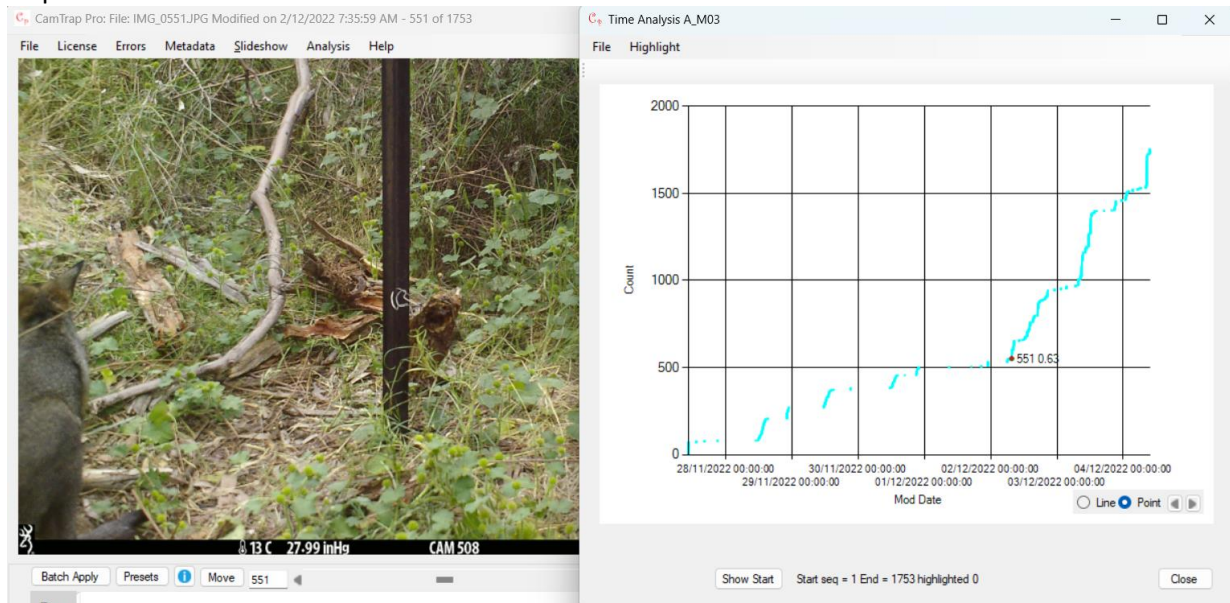 CamTrap Pro: File: IMG_0551.JPG Modified on 2/12/2022 7:35:59 AM - 551 of 1753
File License Errors Metadata Slideshow Analysis Help
13 C 27.99 inHg CAM 508
Batch Apply Presets i Move 551
Time Analysis A_M03
File Highlight
2000
1500
1000
500
0
Count
551 0.63
28/11/2022 00:00:00 30/11/2022 00:00:00 02/12/2022 00:00:00 04/12/2022 00:00:00
29/11/2022 00:00:00 01/12/2022 00:00:00 03/12/2022 00:00:00
Mod Date
Line Point
Show Start Start seq = 1 End = 1753 highlighted 0 Close